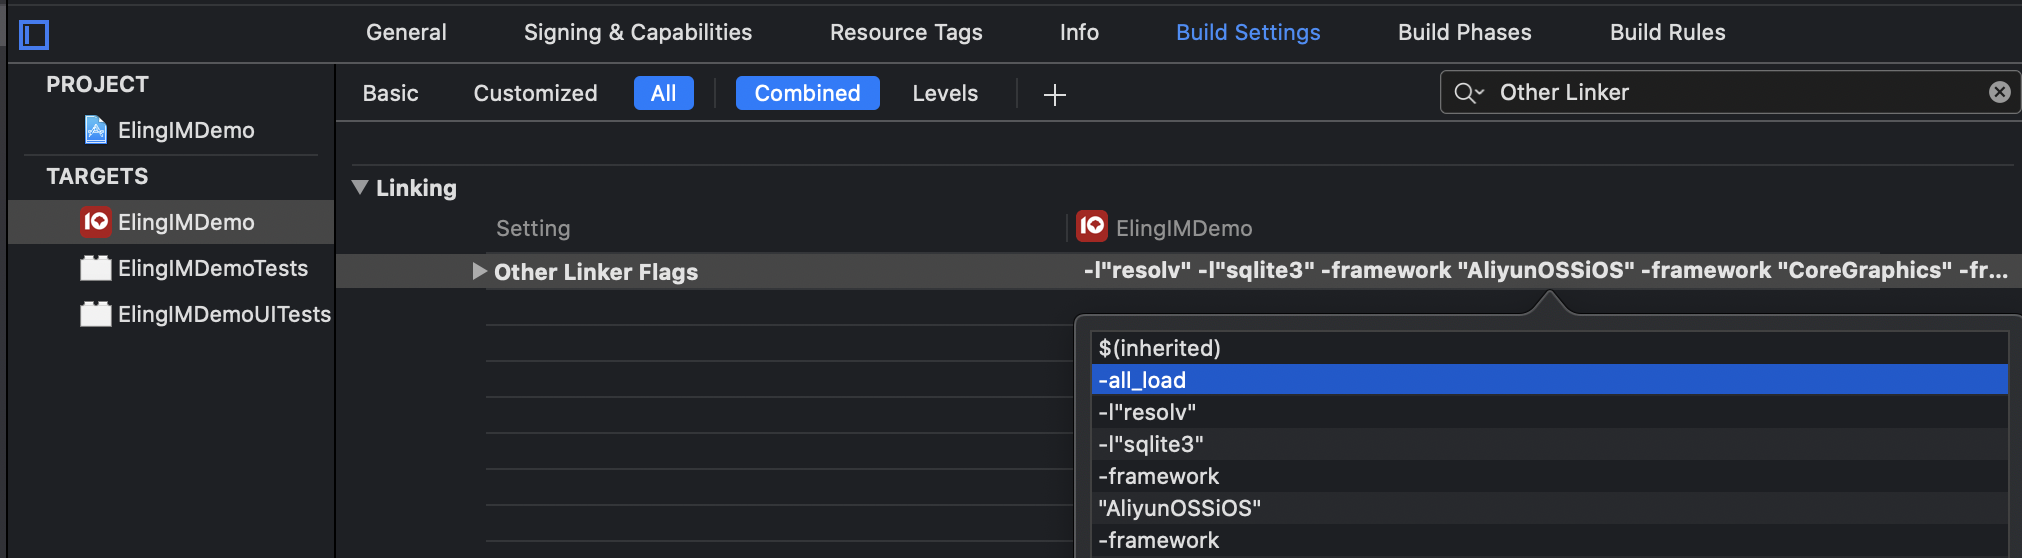 General Signing & Capabilities Resource Tags Info Build Settings Build Phases Build Rules
PROJECT
ElingIMDemo
TARGETS
ElingIMDemo
ElingIMDemoTests
ElingIMDemoUITests
Basic Customized All Combined Levels + Other Linker
Linking
Setting ElingIMDemo
Other Linker Flags -l"resolv" -l"sqlite3" -framework "AliyunOSSiOS" -framework "CoreGraphics" -fr...
$(inherited)
-all_load
-l"resolv"
-l"sqlite3"
-framework
"AliyunOSSiOS"
-framework